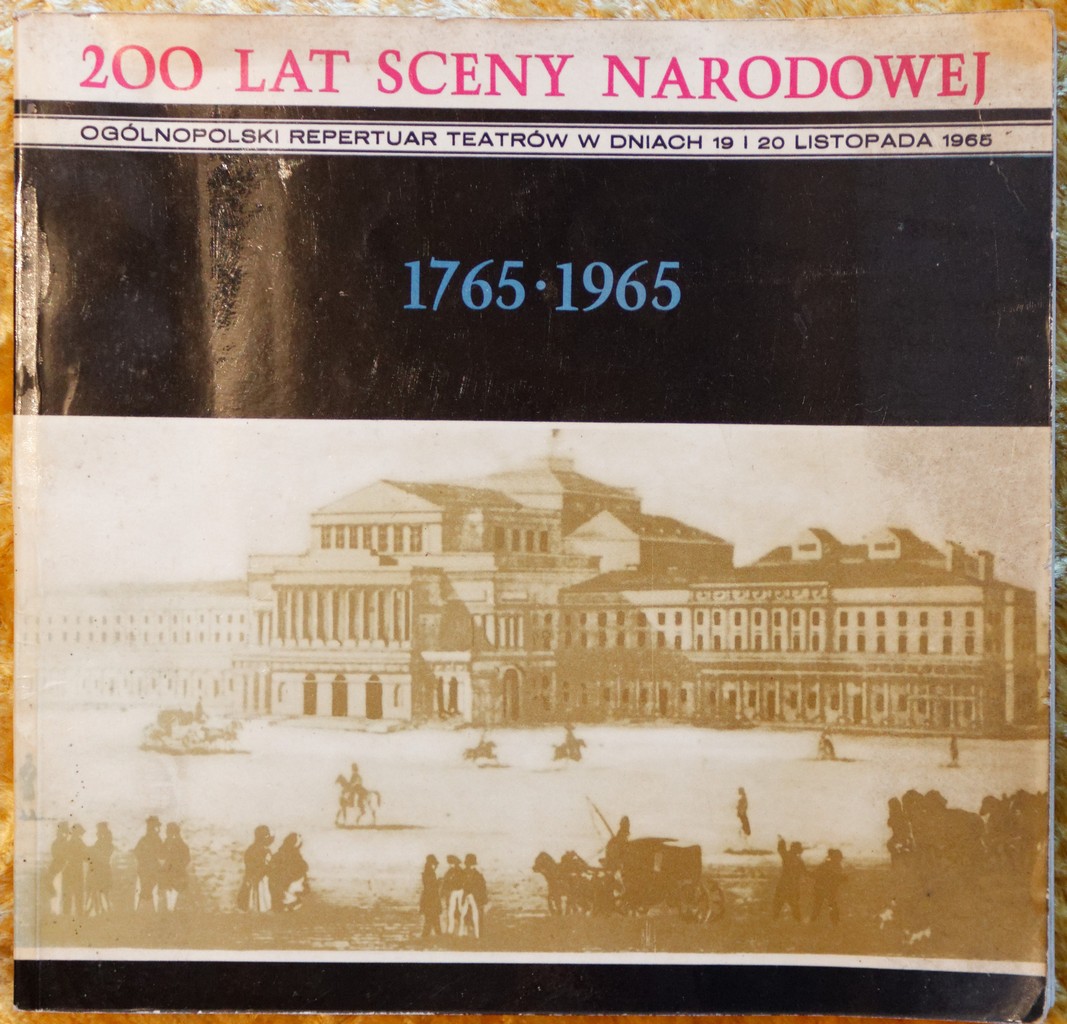 200 LAT SCENY NARODOWEJ
OGÓLNOPOLSKI REPERTUAR TEATRÓW W DNIACH 19 I 20 LISTOPADA 1965
1765·1965